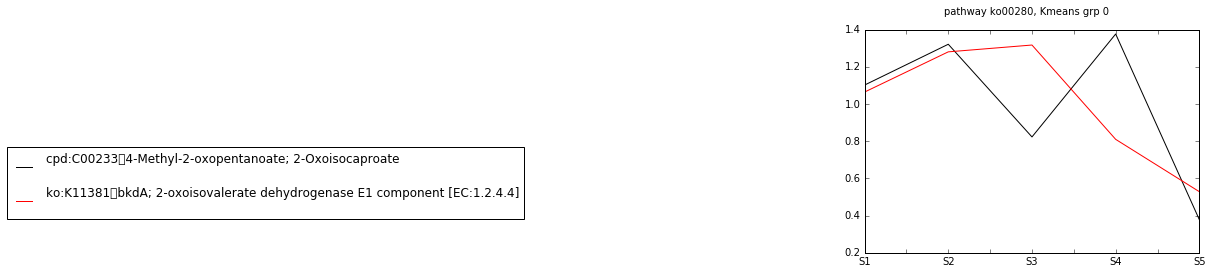 pathway ko00280, Kmeans grp 0
1.4
1.2
1.0
0.8
0.6
0.4
0.2
S1 S2 S3 S4 S5
cpd:C00233▯4-Methyl-2-oxopentanoate; 2-Oxoisocaproate
ko:K11381▯bkdA; 2-oxoisovalerate dehydrogenase E1 component [EC:1.2.4.4]